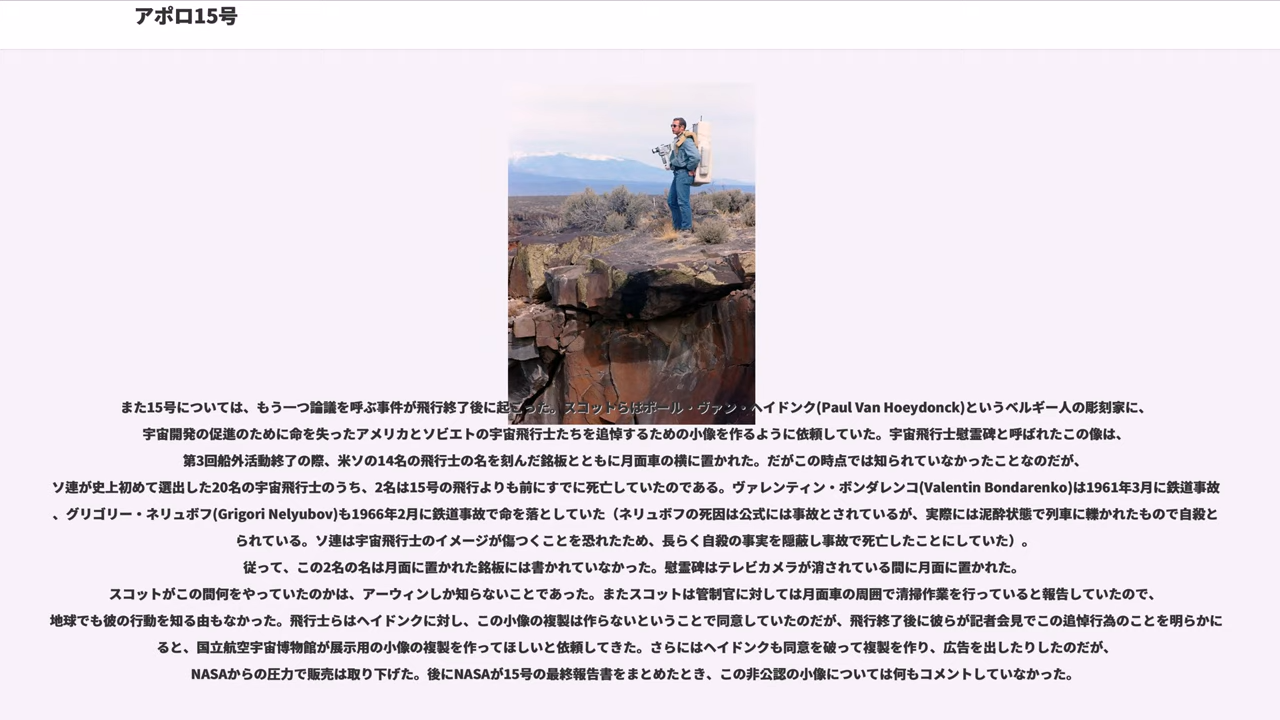 アポロ15号
また15号については、もう一つ論議を呼ぶ事件が飛行終了後に起こった。スコットらはポール・ヴァン・ヘイドンク(Paul Van Hoeydonck)というベルギー人の彫刻家に、
宇宙開発の促進のために命を失ったアメリカとソビエトの宇宙飛行士たちを追悼するための小像を作るように依頼していた。宇宙飛行士慰霊碑と呼ばれたこの像は、
第3回船外活動終了の際、米ソの14名の飛行士の名を刻んだ銘板とともに月面車の横に置かれた。だがこの時点では知られていなかったことなのだが、
ソ連が史上初めて選出した20名の宇宙飛行士のうち、2名は15号の飛行よりも前にすでに死亡していたのである。ヴァレンティン・ボンダレンコ(Valentin Bondarenko)は1961年3月に鉄道事故
、グリゴリー・ネリュボフ(Grigori Nelyubov)も1966年2月に鉄道事故で命を落としていた（ネリュボフの死因は公式には事故とされているが、実際には泥酔状態で列車に轢かれたもので自殺と
られている。ソ連は宇宙飛行士のイメージが傷つくことを恐れたため、長らく自殺の事実を隠蔽し事故で死亡したことにしていた）。
従って、この2名の名は月面に置かれた銘板には書かれていなかった。慰霊碑はテレビカメラが消されている間に月面に置かれた。
スコットがこの間何をやっていたのかは、アーウィンしか知らないことであった。またスコットは管制官に対しては月面車の周囲で清掃作業を行っていると報告していたので、
地球でも彼の行動を知る由もなかった。飛行士らはヘイドンクに対し、この小像の複製は作らないということで同意していたのだが、飛行終了後に彼らが記者会見でこの追悼行為のことを明らかに
ると、国立航空宇宙博物館が展示用の小像の複製を作ってほしいと依頼してきた。さらにはヘイドンクも同意を破って複製を作り、広告を出したりしたのだが、
NASAからの圧力で販売は取り下げた。後にNASAが15号の最終報告書をまとめたとき、この非公認の小像については何もコメントしていなかった。